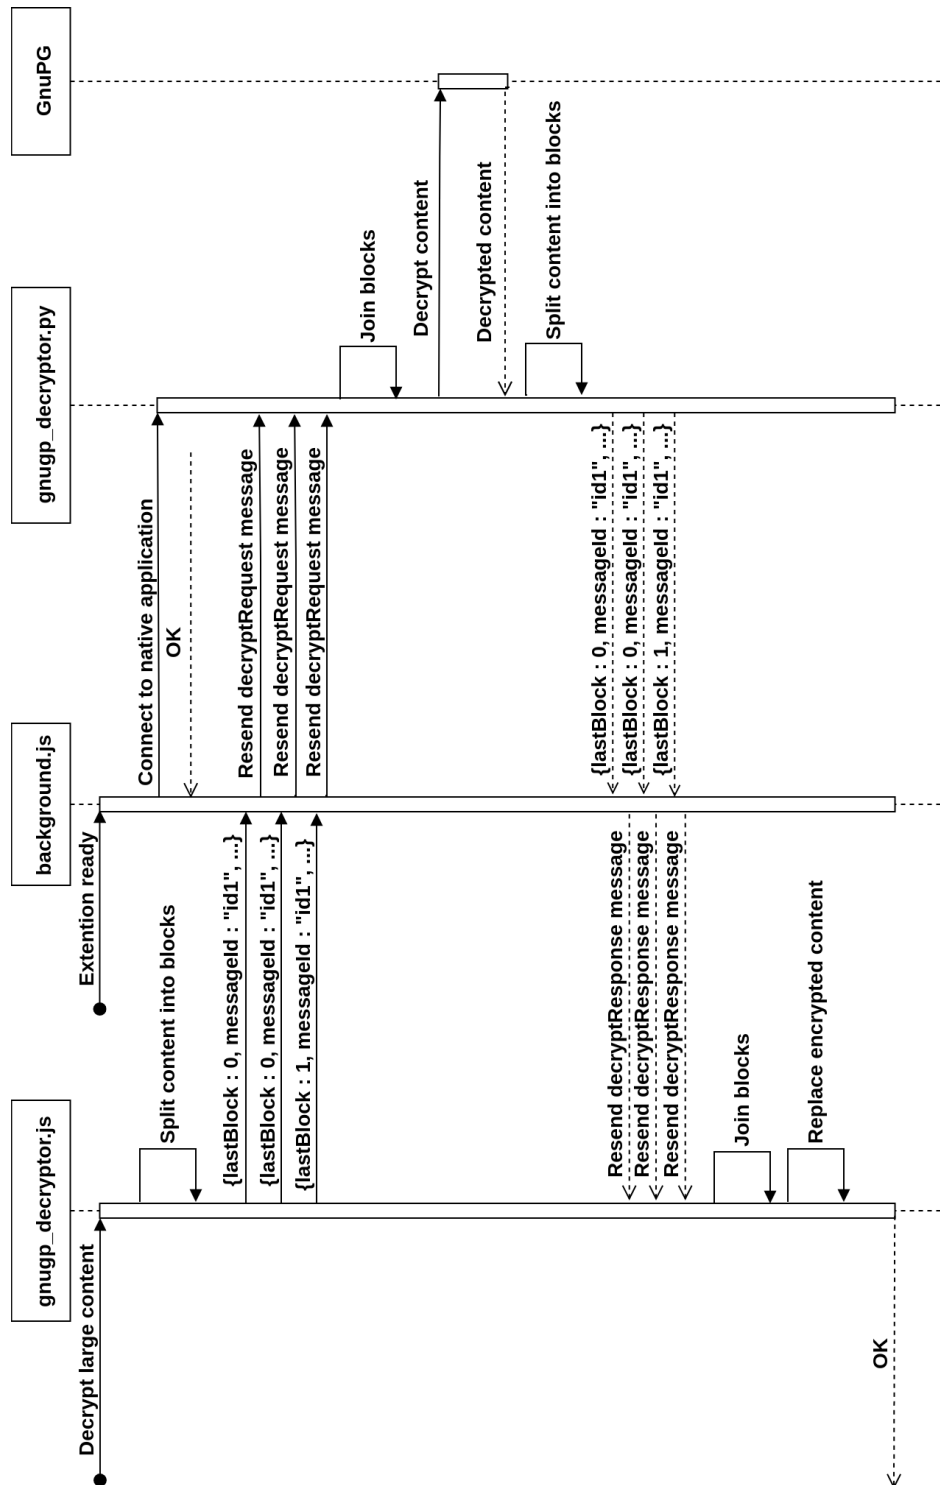 gnugp_decryptor.js
background.js
gnugp_decryptor.py
GnuPG
Decrypt large content
Extention ready
Connect to native application
Split content into blocks
OK
{lastBlock : 0, messageId : "id1", ...}
Resend decryptRequest message
{lastBlock : 0, messageId : "id1", ...}
Resend decryptRequest message
{lastBlock : 1, messageId : "id1", ...}
Resend decryptRequest message
Join blocks
Decrypt content
Decrypted content
Split content into blocks
{lastBlock : 0, messageId : "id1", ...}
Resend decryptResponse message
{lastBlock : 0, messageId : "id1", ...}
Resend decryptResponse message
{lastBlock : 1, messageId : "id1", ...}
Resend decryptResponse message
Join blocks
Replace encrypted content
OK